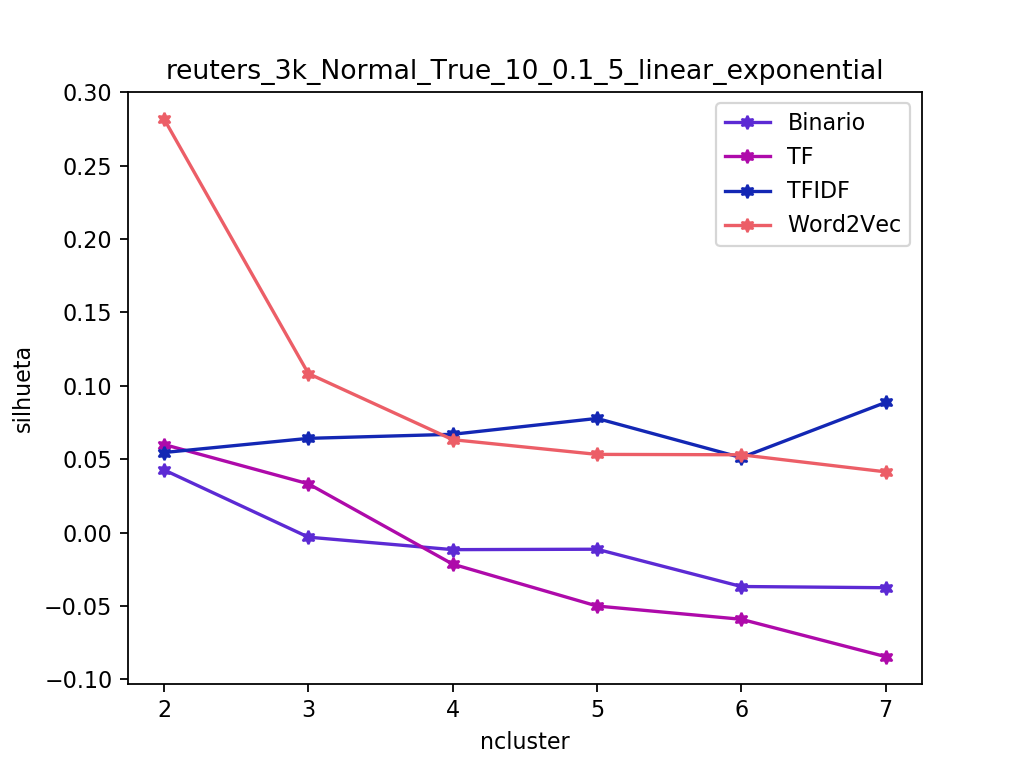 reuters_3k_Normal_True_10_0.1_5_linear_exponential
0.30
0.25
0.20
0.15
0.10
0.05
0.00
−0.05
−0.10
silhueta
Binario
TF
TFIDF
Word2Vec
2 3 4 5 6 7
ncluster